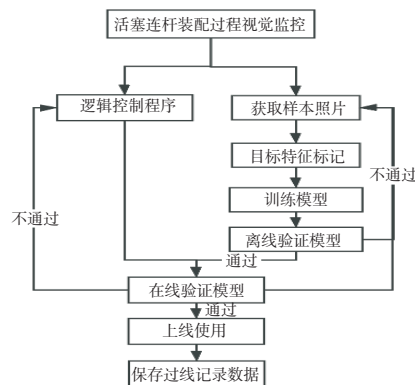 活塞连杆装配过程视觉监控
逻辑控制程序
获取样本照片
目标特征标记
不通过
训练模型
不通过
离线验证模型
通过
在线验证模型
通过
上线使用
保存过线记录数据